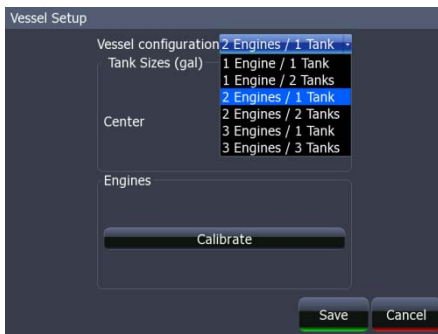 Vessel Setup
Vessel configuration 2 Engines / 1 Tank
Tank Sizes (gal)
1 Engine / 1 Tank
1 Engine / 2 Tanks
2 Engines / 1 Tank
2 Engines / 2 Tanks
3 Engines / 1 Tank
3 Engines / 3 Tanks
Center
Engines
Calibrate
Save Cancel